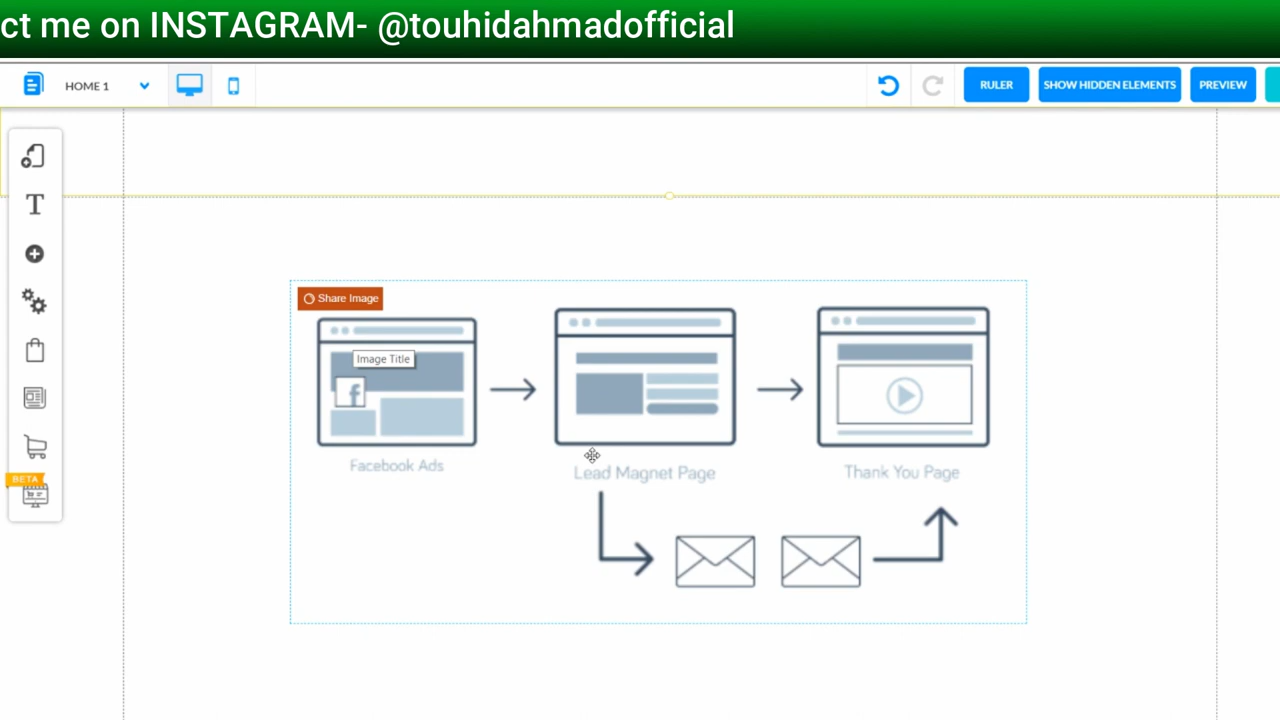 ct me on INSTAGRAM- @touhidahmadofficial
HOME 1
RULER
SHOW HIDDEN ELEMENTS
PREVIEW
T
BETA
Share Image
Image Title
f
Facebook Ads
Lead Magnet Page
Thank You Page